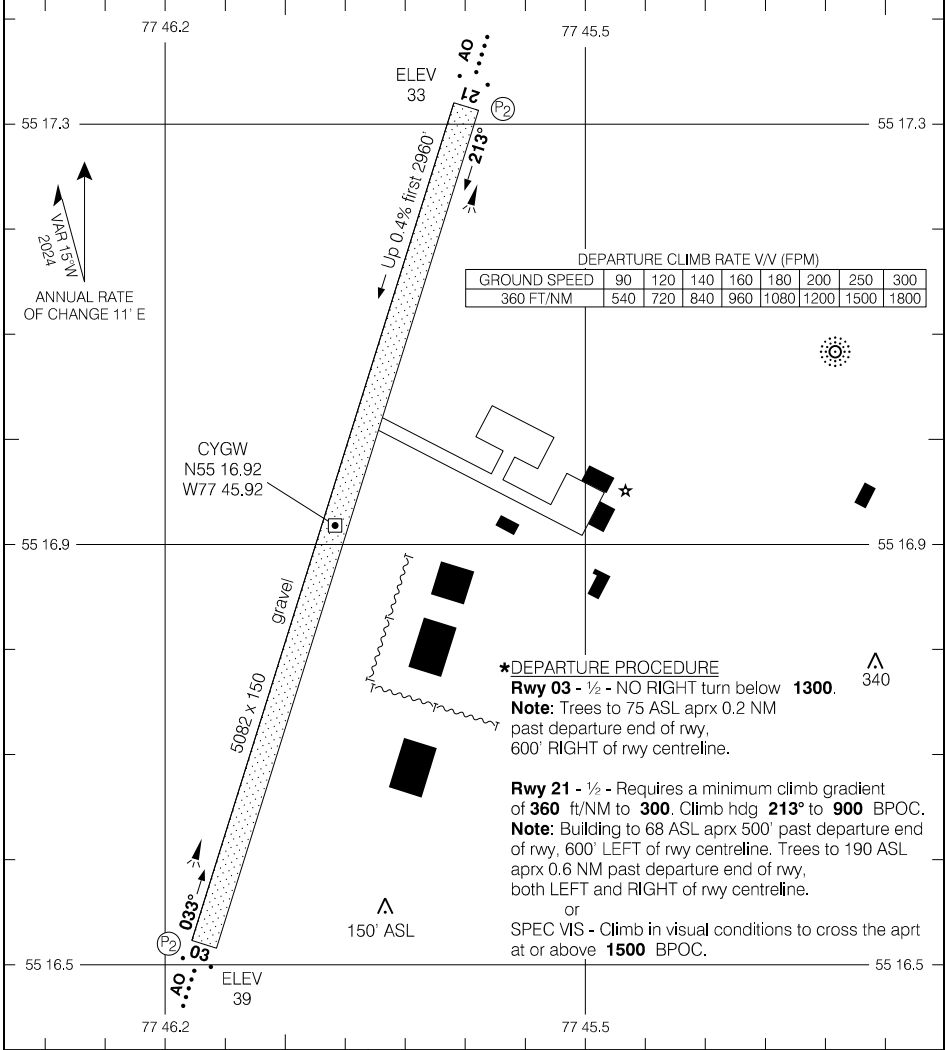 77 46.2
77 45.5
AO
ELEV
33
21
P2
55 17.3
55 17.3
213°
Up 0.4% first 2960'
VAR 15°W
2024
ANNUAL RATE
OF CHANGE 11' E
DEPARTURE CLIMB RATE V/V (FPM)
GROUND SPEED 90 120 140 160 180 200 250 300
360 FT/NM 540 720 840 960 1080 1200 1500 1800
CYGW
N55 16.92
W77 45.92
55 16.9
55 16.9
gravel
5082 x 150
340
*DEPARTURE PROCEDURE
Rwy 03 - ½ - NO RIGHT turn below 1300.
Note: Trees to 75 ASL aprx 0.2 NM
past departure end of rwy,
600' RIGHT of rwy centreline.
Rwy 21 - ½ - Requires a minimum climb gradient
of 360 ft/NM to 300. Climb hdg 213° to 900 BPOC.
Note: Building to 68 ASL aprx 500' past departure end
of rwy, 600' LEFT of rwy centreline. Trees to 190 ASL
aprx 0.6 NM past departure end of rwy,
both LEFT and RIGHT of rwy centreline.
or
SPEC VIS - Climb in visual conditions to cross the aprt
at or above 1500 BPOC.
150' ASL
033°
P2
03
AO
ELEV
39
55 16.5
55 16.5
77 46.2
77 45.5